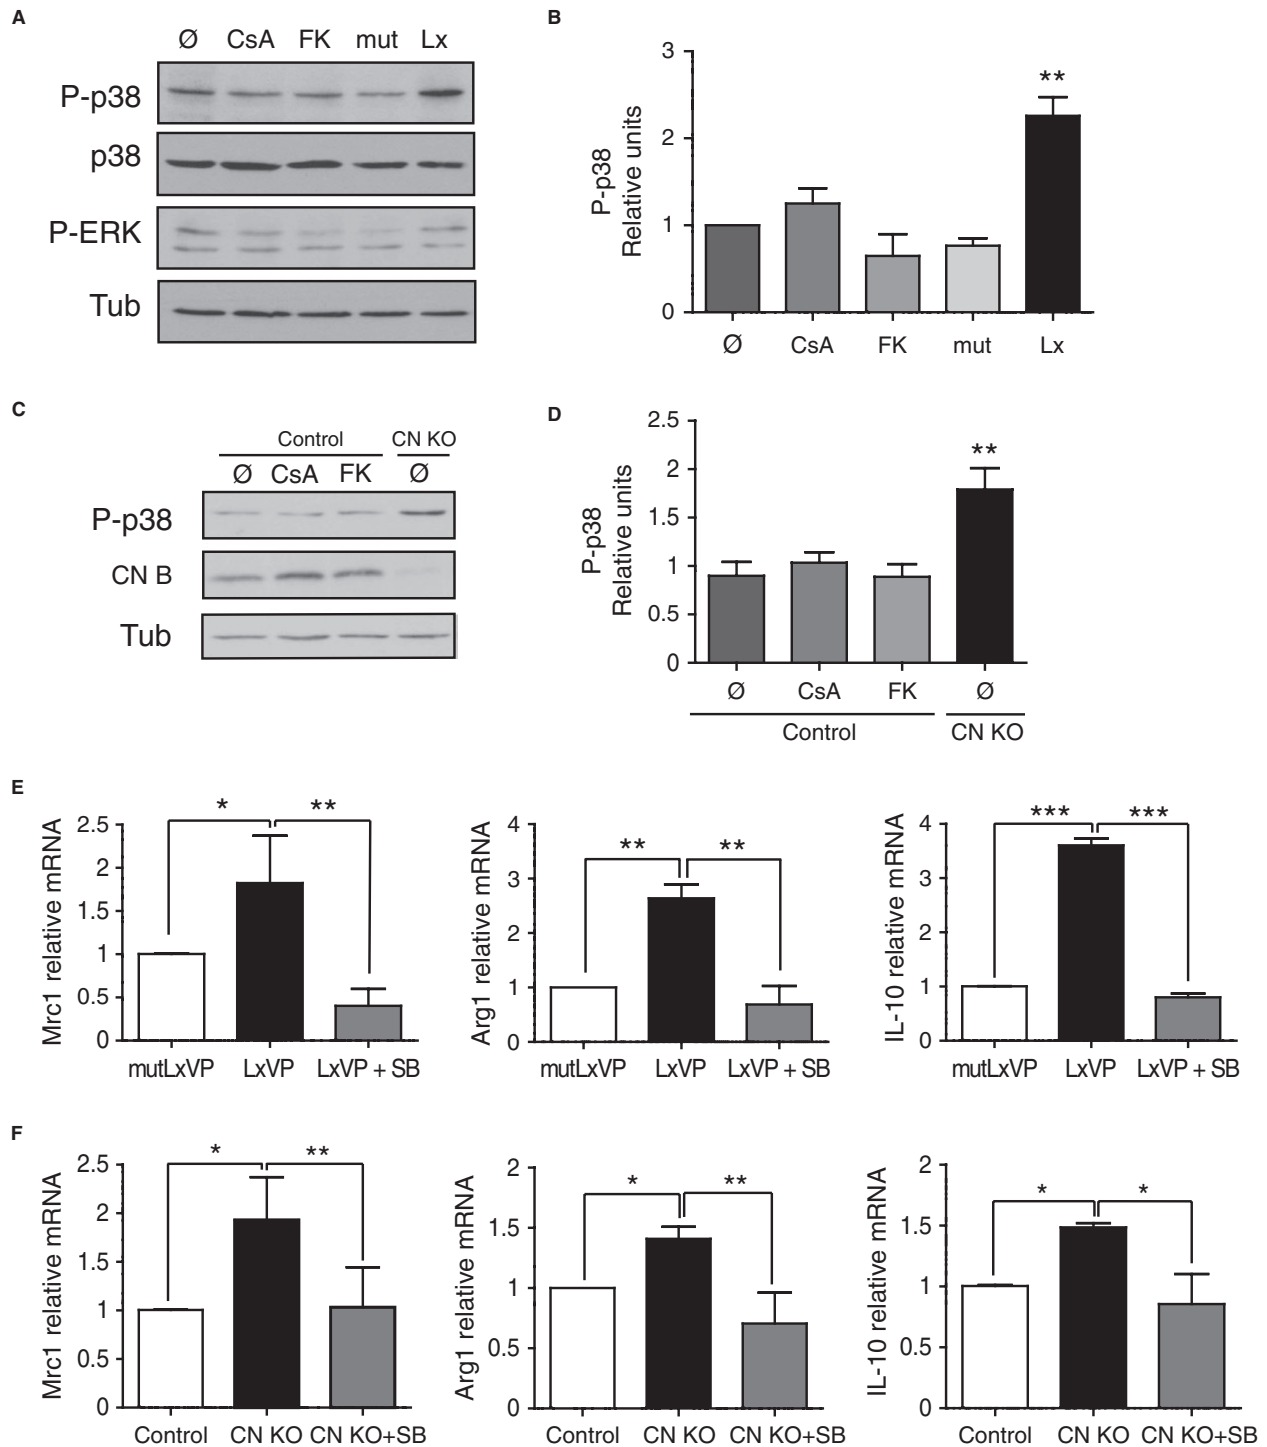 A
Ø CsA FK mut Lx
P-p38
p38
P-ERK
Tub
B
3
2
1
0
P-p38
Relative units
**
Ø CsA FK mut Lx
C
Control CN KO
Ø CsA FK Ø
P-p38
CN B
Tub
D
2.5
2
1.5
1
0.5
0
P-p38
Relative units
**
Ø CsA FK Ø
Control CN KO
E
Mrc1 relative mRNA
2.5
2
1.5
1
0.5
0
* **
mutLxVP LxVP LxVP + SB
Arg1 relative mRNA
4
3
2
1
0
** **
mutLxVP LxVP LxVP + SB
IL-10 relative mRNA
4
3
2
1
0
*** ***
mutLxVP LxVP LxVP + SB
F
Mrc1 relative mRNA
2.5
2
1.5
1
0.5
0
* **
Control CN KO CN KO+SB
Arg1 relative mRNA
2
1.5
1
0.5
0
* **
Control CN KO CN KO+SB
IL-10 relative mRNA
2
1.5
1
0.5
0
* *
Control CN KO CN KO+SB